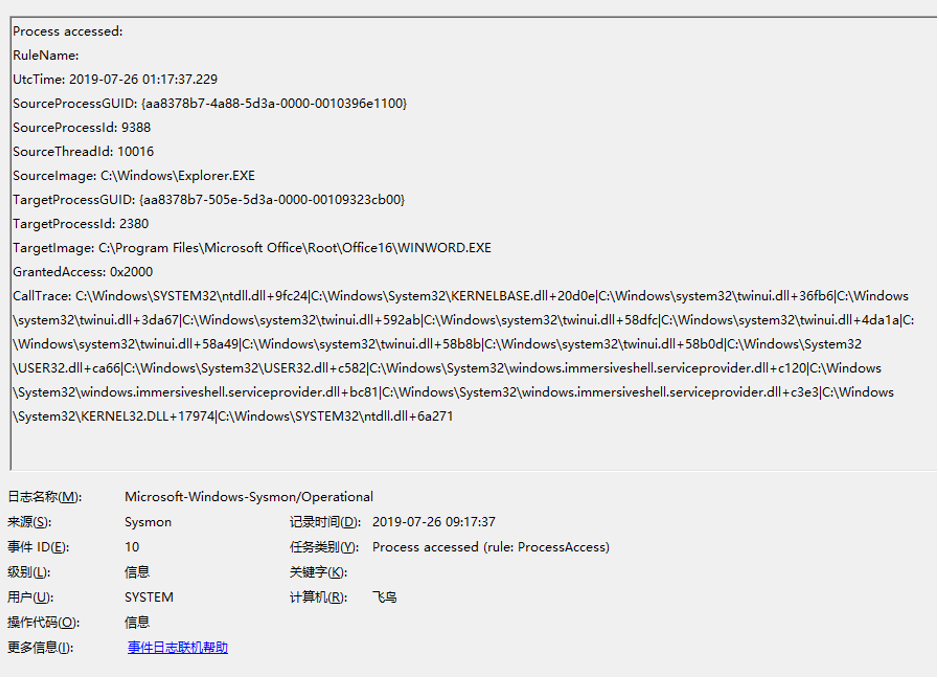 Process accessed:
RuleName:
UtcTime: 2019-07-26 01:17:37.229
SourceProcessGUID: {aa8378b7-4a88-5d3a-0000-0010396e1100}
SourceProcessId: 9388
SourceThreadId: 10016
SourceImage: C:\Windows\Explorer.EXE
TargetProcessGUID: {aa8378b7-505e-5d3a-0000-00109323cb00}
TargetProcessId: 2380
TargetImage: C:\Program Files\Microsoft Office\Root\Office16\WINWORD.EXE
GrantedAccess: 0x2000
CallTrace: C:\Windows\SYSTEM32\ntdll.dll+9fc24|C:\Windows\System32\KERNELBASE.dll+20d0e|C:\Windows\system32\twinui.dll+36fb6|C:\Windows
\system32\twinui.dll+3da67|C:\Windows\system32\twinui.dll+592ab|C:\Windows\system32\twinui.dll+58dfc|C:\Windows\system32\twinui.dll+4da1a|C:
\Windows\system32\twinui.dll+58a49|C:\Windows\system32\twinui.dll+58b8b|C:\Windows\system32\twinui.dll+58b0d|C:\Windows\System32
\USER32.dll+ca66|C:\Windows\System32\USER32.dll+c582|C:\Windows\System32\windows.immersiveshell.serviceprovider.dll+c120|C:\Windows
\System32\windows.immersiveshell.serviceprovider.dll+bc81|C:\Windows\System32\windows.immersiveshell.serviceprovider.dll+c3e3|C:\Windows
\System32\KERNEL32.DLL+17974|C:\Windows\SYSTEM32\ntdll.dll+6a271
日志名称(M): Microsoft-Windows-Sysmon/Operational
来源(S): Sysmon 记录时间(D): 2019-07-26 09:17:37
事件 ID(E): 10 任务类别(Y): Process accessed (rule: ProcessAccess)
级别(L): 信息 关键字(K):
用户(U): SYSTEM 计算机(R): 飞鸟
操作代码(O): 信息
更多信息(I): 事件日志联机帮助